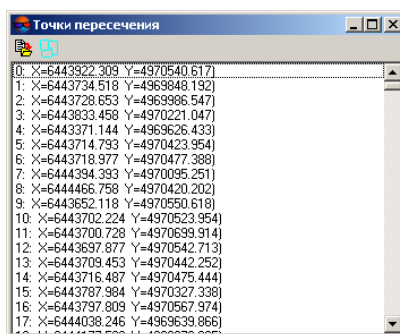 Точки пересечения
0: X=6443922.309 Y=4970540.617)
1: X=6443734.518 Y=4969848.192)
2: X=6443728.653 Y=4969986.547)
3: X=6443833.458 Y=4970221.047)
4: X=6443371.144 Y=4969626.433)
5: X=6443714.793 Y=4970423.954)
6: X=6443718.977 Y=4970477.388)
7: X=6444394.393 Y=4970095.251)
8: X=6444466.758 Y=4970420.202)
9: X=6443652.118 Y=4970550.618)
10: X=6443702.224 Y=4970523.954)
11: X=6443700.728 Y=4970699.914)
12: X=6443697.877 Y=4970542.713)
13: X=6443709.453 Y=4970442.252)
14: X=6443716.487 Y=4970475.444)
15: X=6443787.984 Y=4970327.338)
16: X=6443797.809 Y=4970567.974)
17: X=6444038.246 Y=4969639.866)